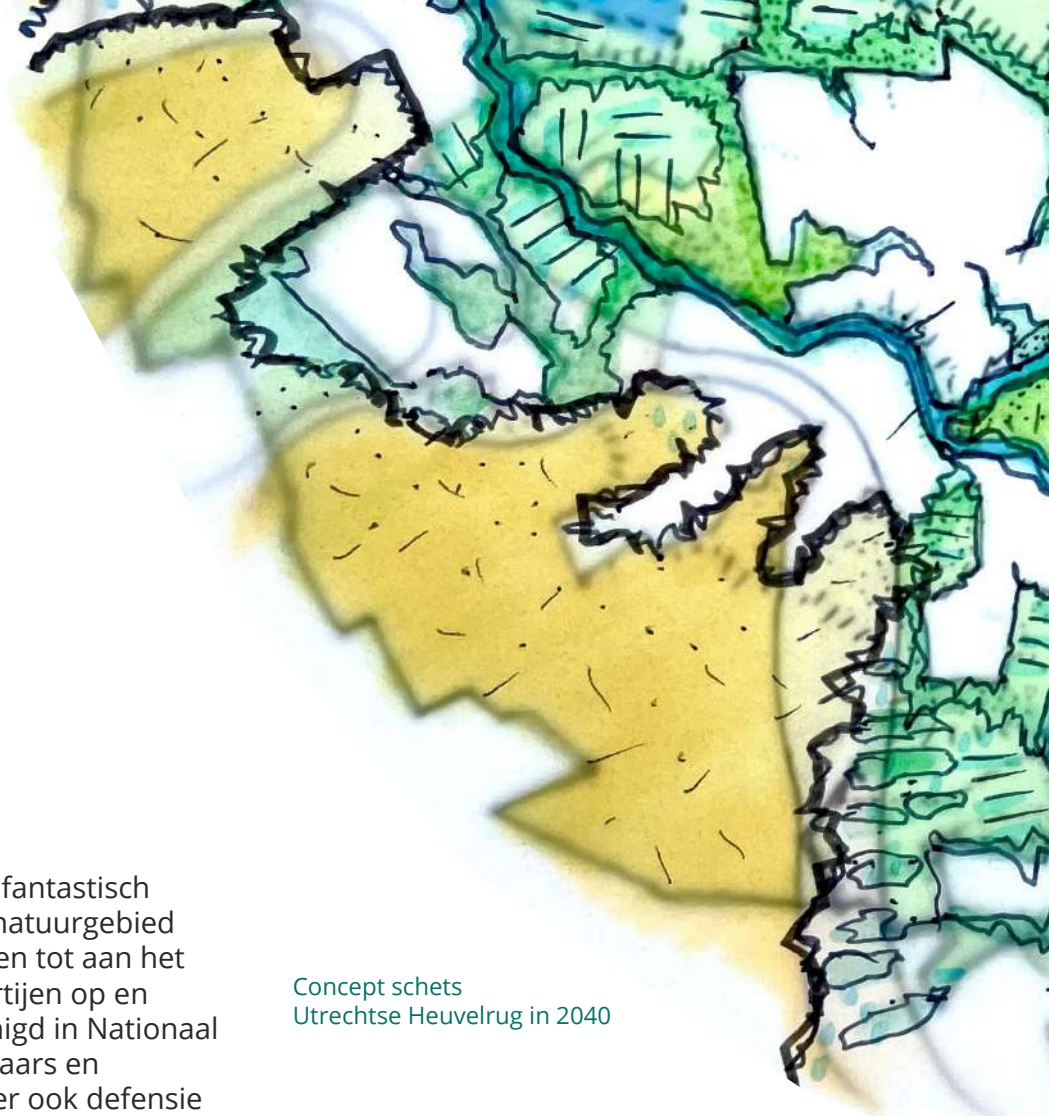 fantastisch
natuurgebied
en tot aan het
rtijen op en
nigd in Nationaal
aars en
er ook defensie
Concept schets
Utrechtse Heuvelrug in 2040